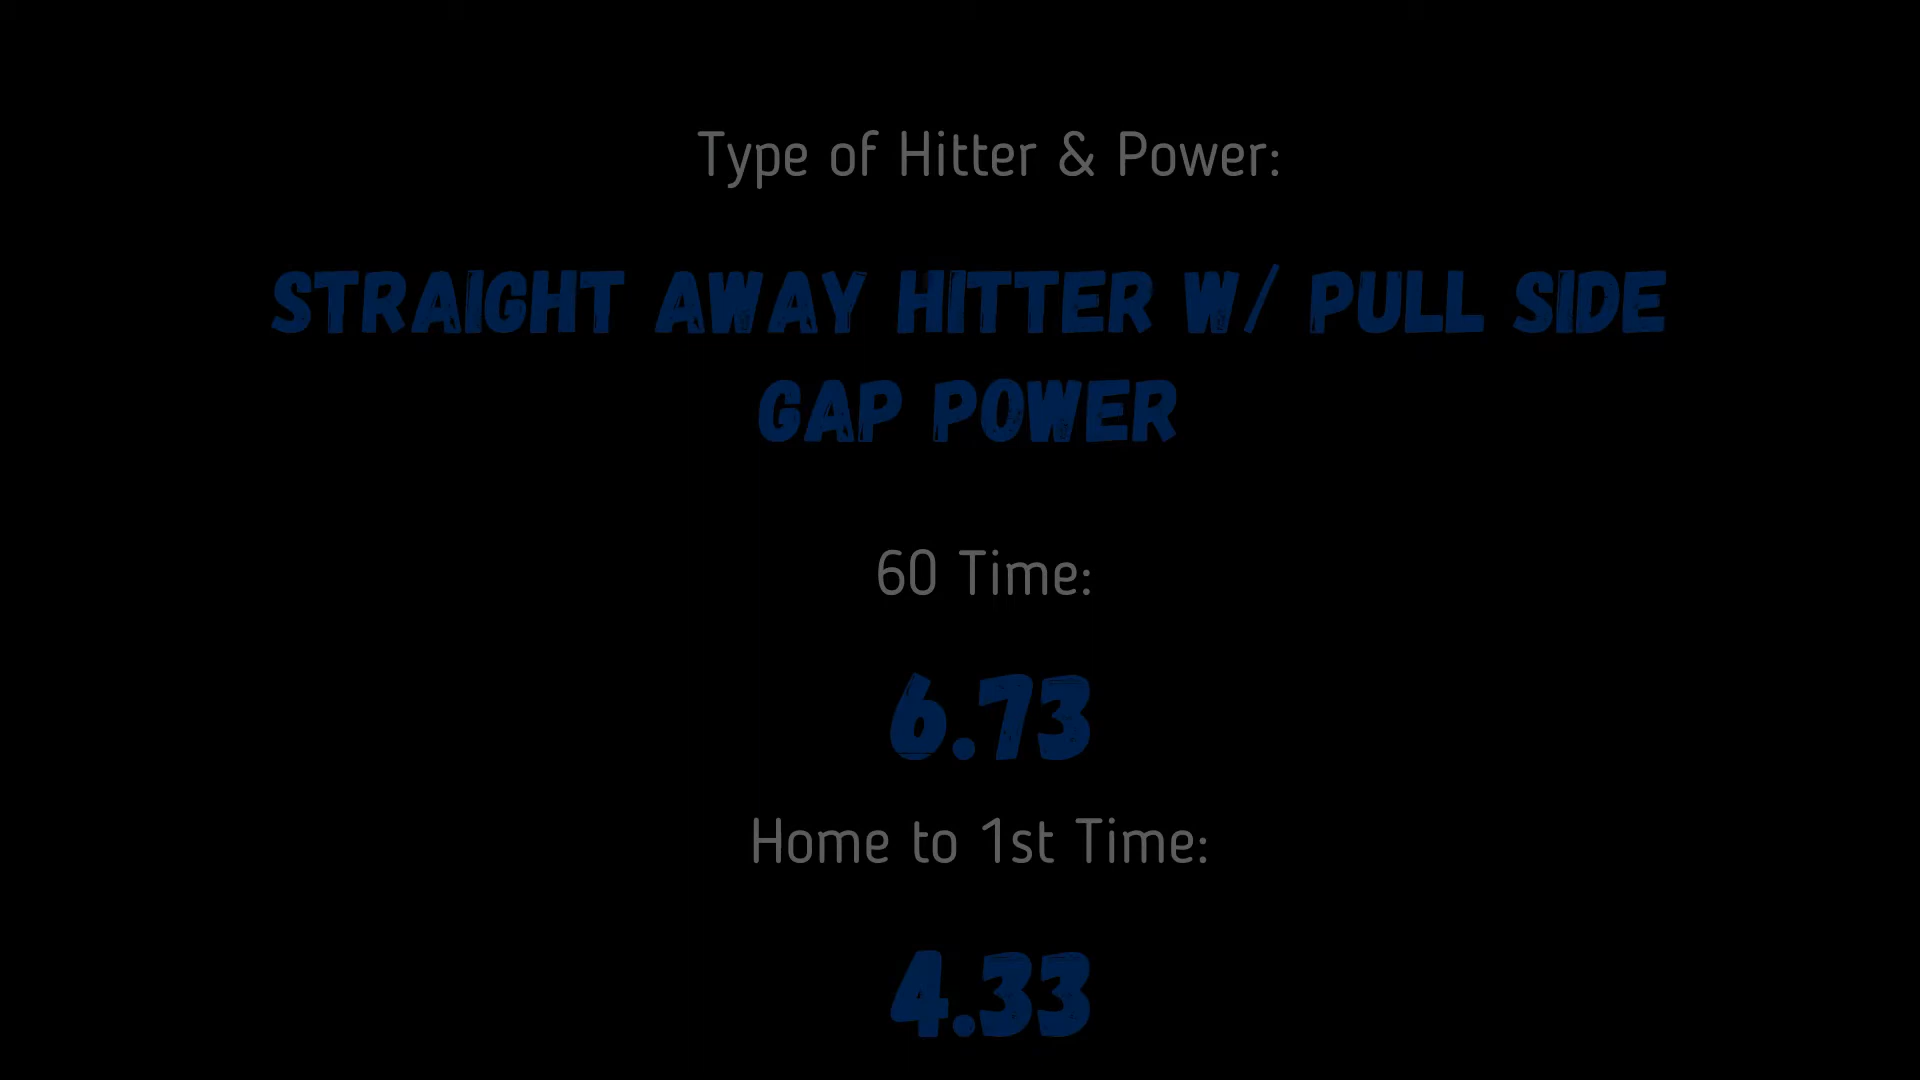 Type of Hitter & Power:
STRAIGHT AWAY HITTER W/ PULL SIDE
GAP POWER
60 Time:
6.73
Home to 1st Time:
4.33